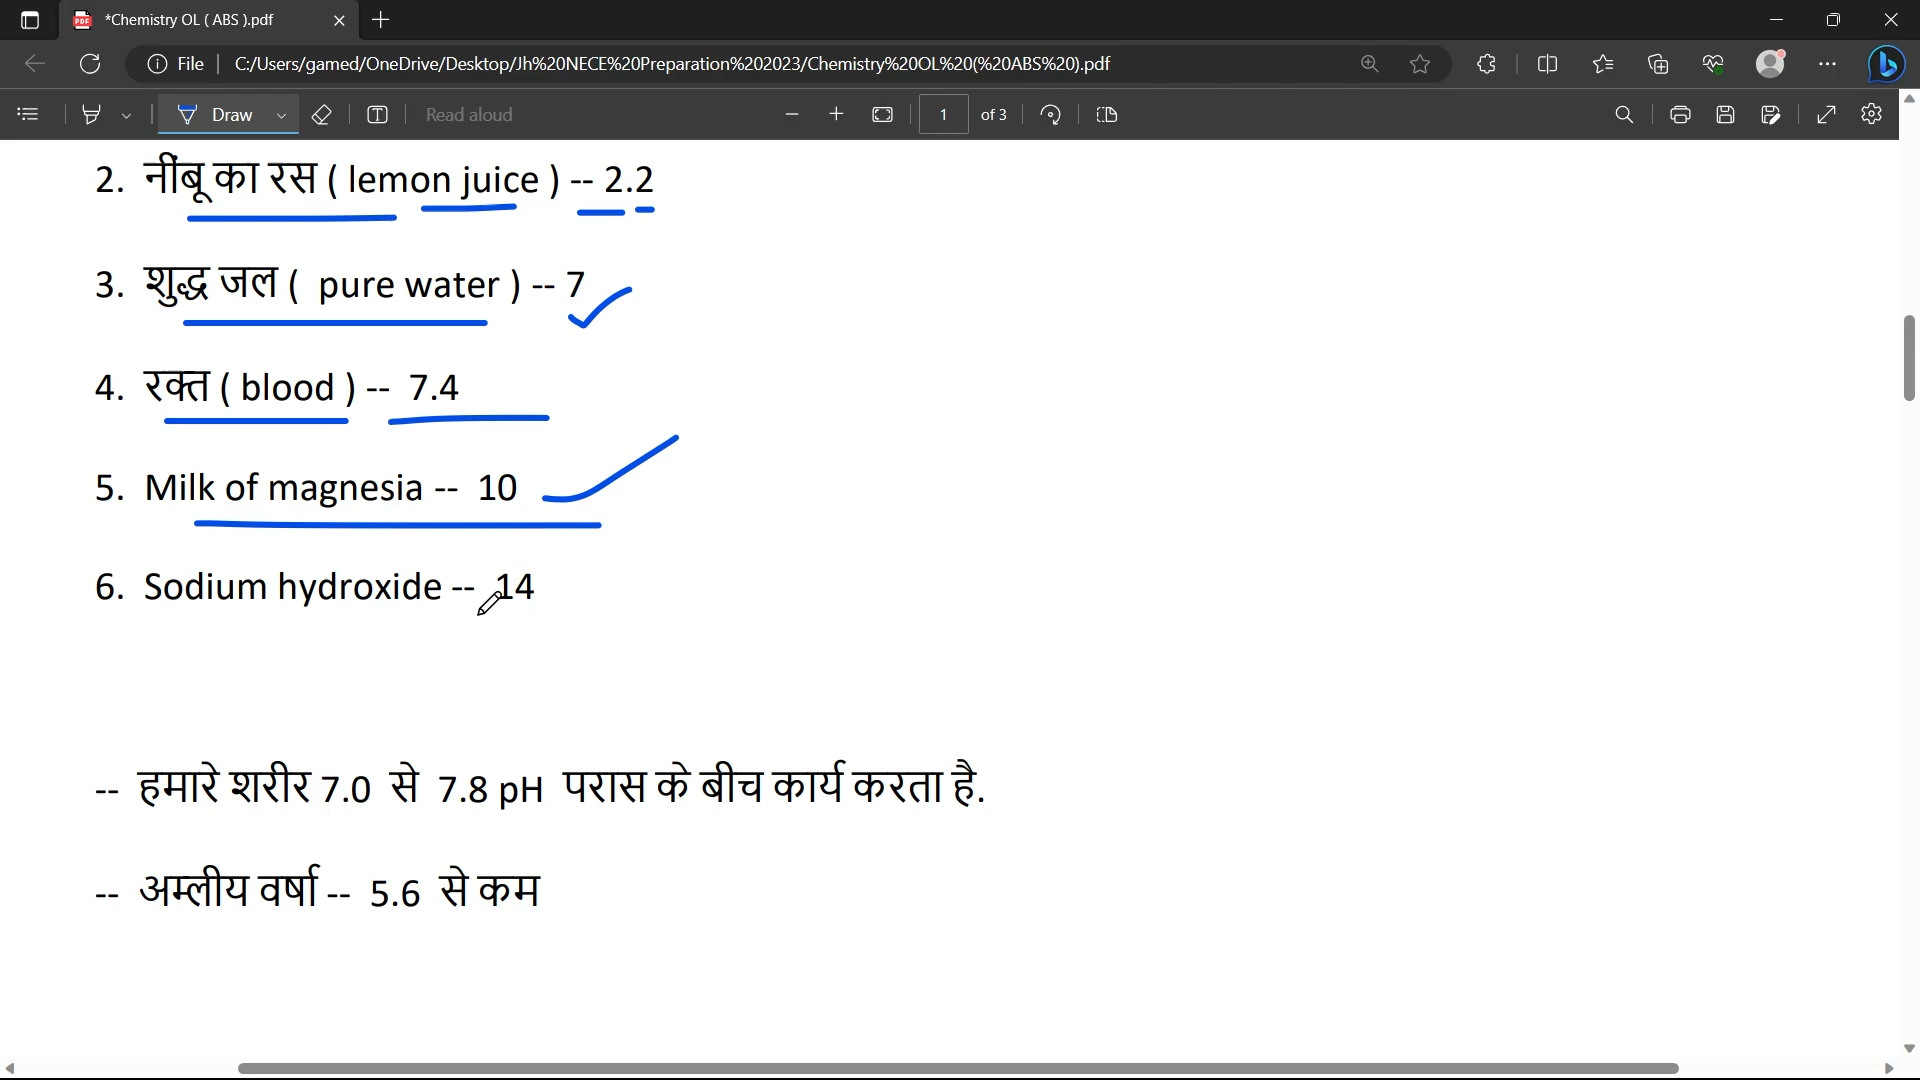 *Chemistry OL ( ABS ).pdf
File C:/Users/gamed/OneDrive/Desktop/Jh%20NECE%20Preparation%202023/Chemistry%20OL%20(%20ABS%20).pdf
Draw Read aloud 1 of 3
2. नींबू का रस ( lemon juice ) -- 2.2
3. शुद्ध जल ( pure water ) -- 7
4. रक्त ( blood ) -- 7.4
5. Milk of magnesia -- 10
6. Sodium hydroxide -- 14
-- हमारे शरीर 7.0 से 7.8 pH परास के बीच कार्य करता है.
-- अम्लीय वर्षा -- 5.6 से कम